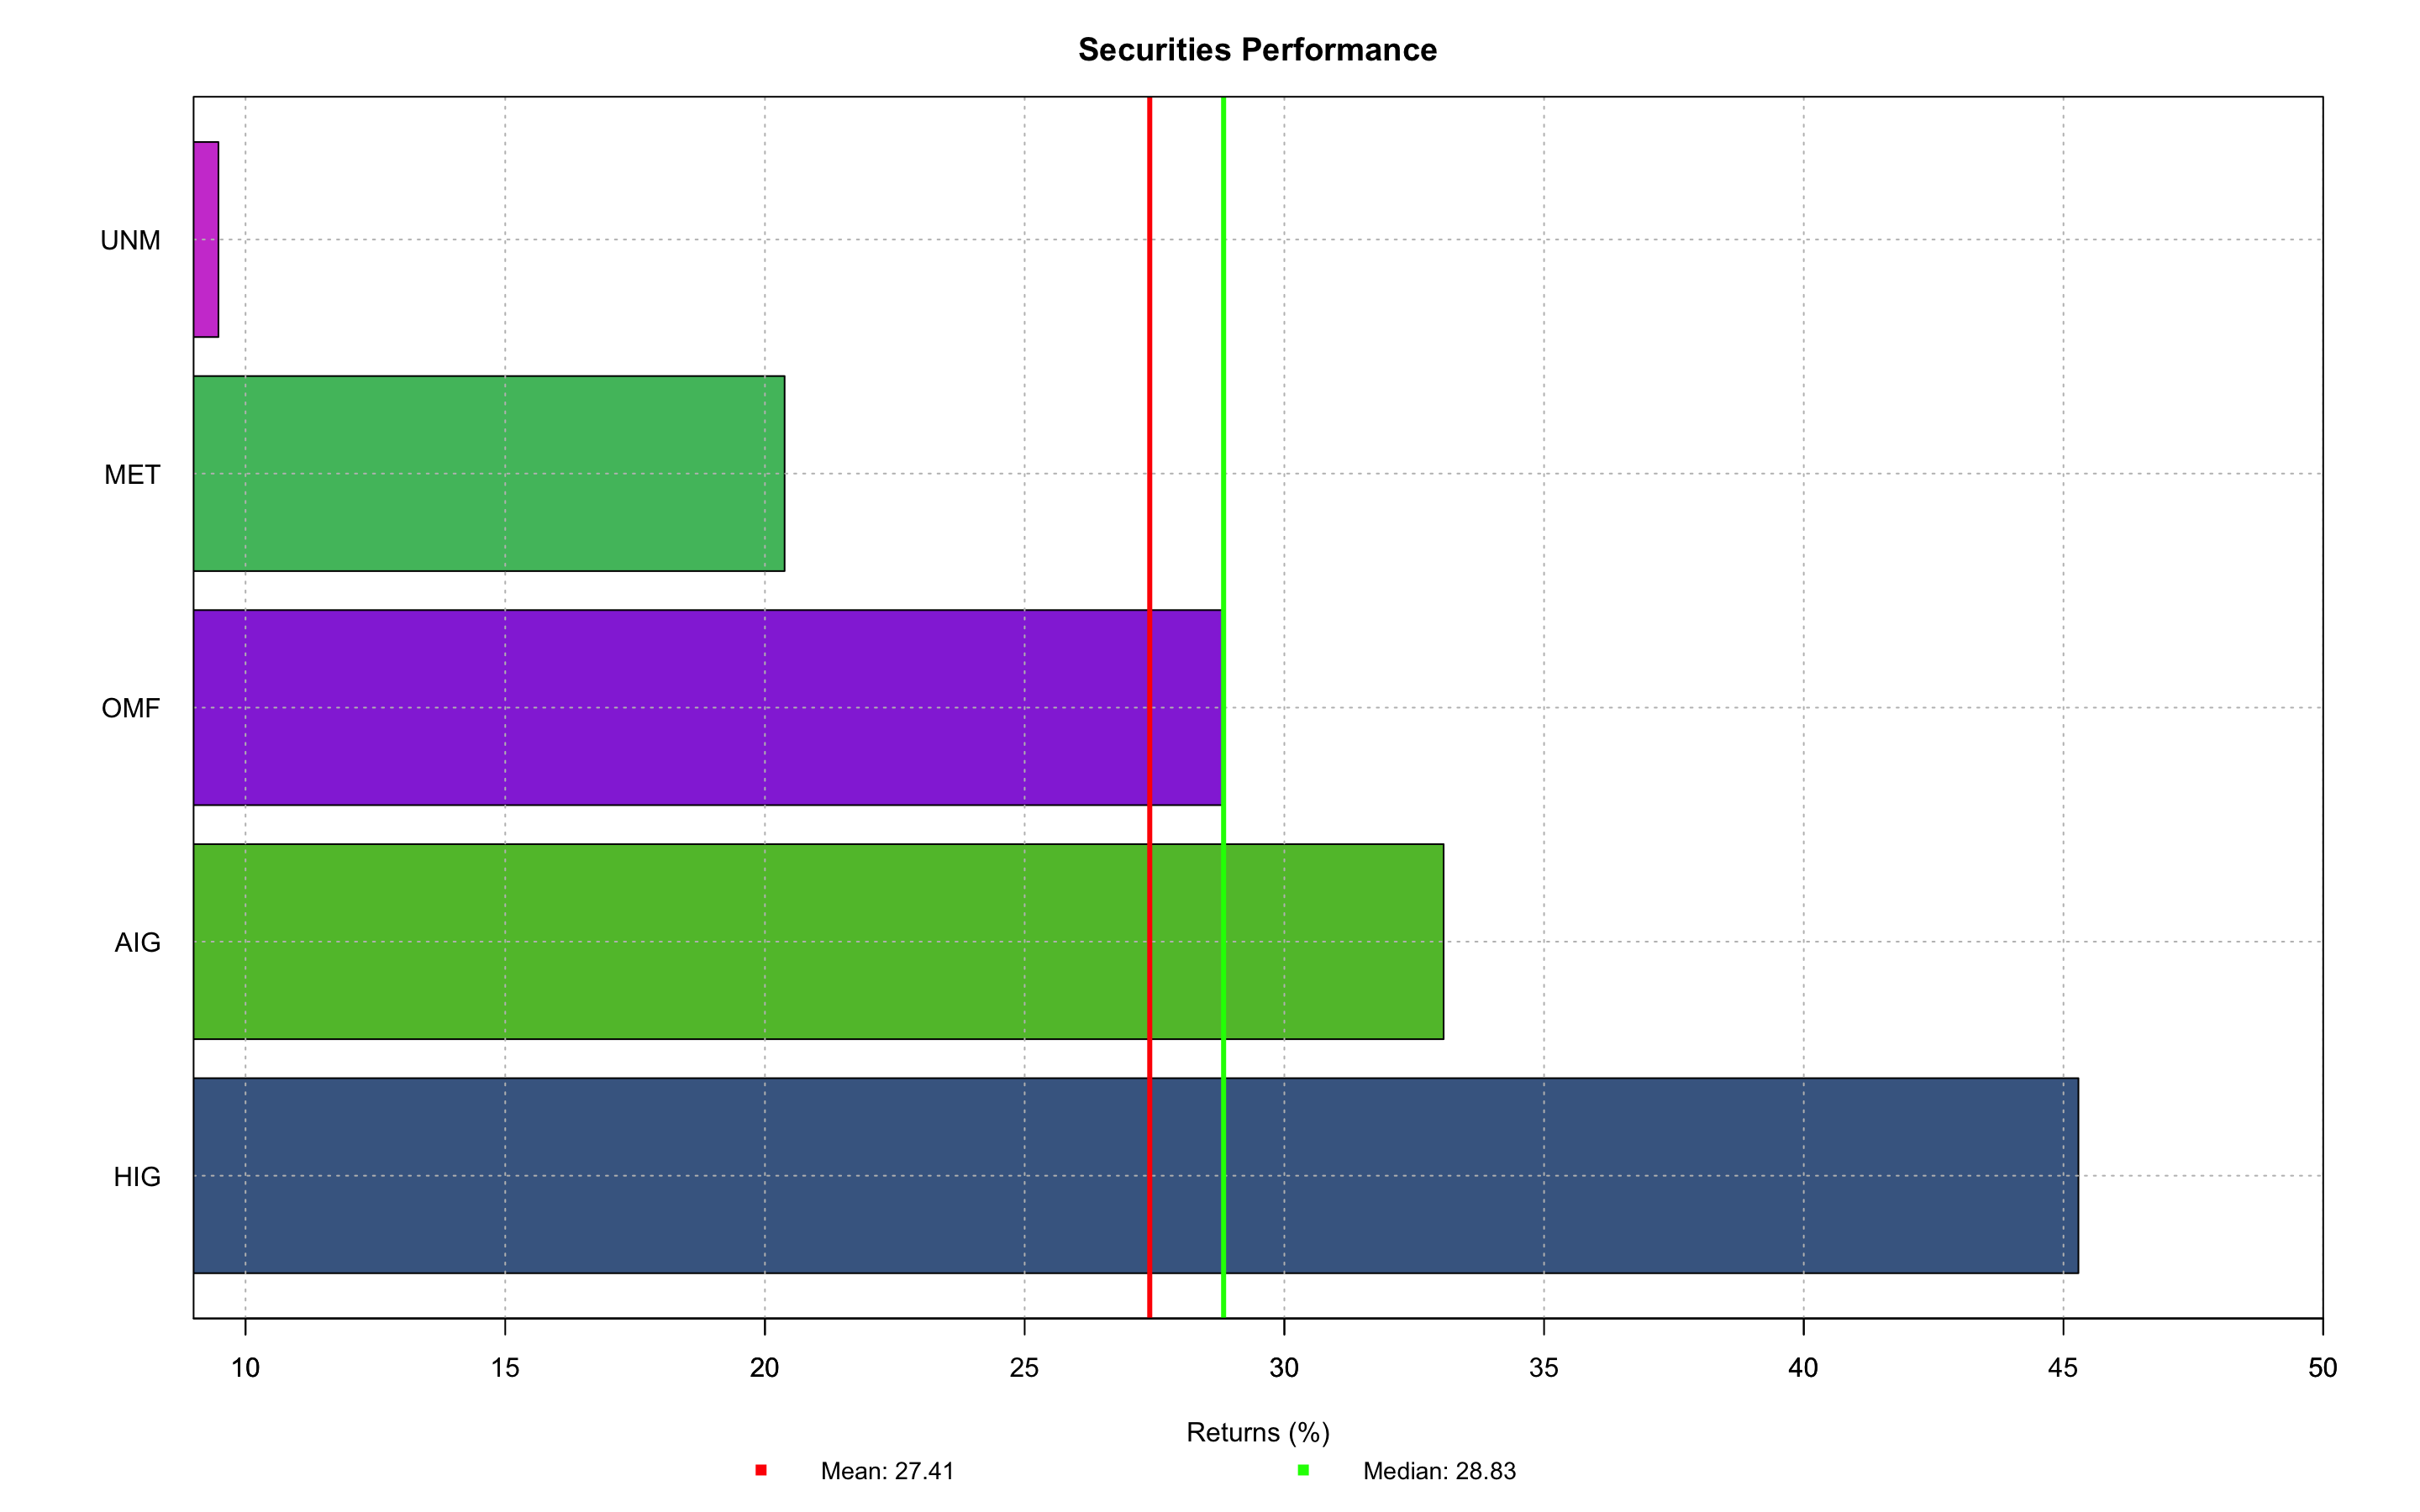 Securities Performance
UNM
MET
OMF
AIG
HIG
10 15 20 25 30 35 40 45 50
Returns (%)
Mean: 27.41 Median: 28.83